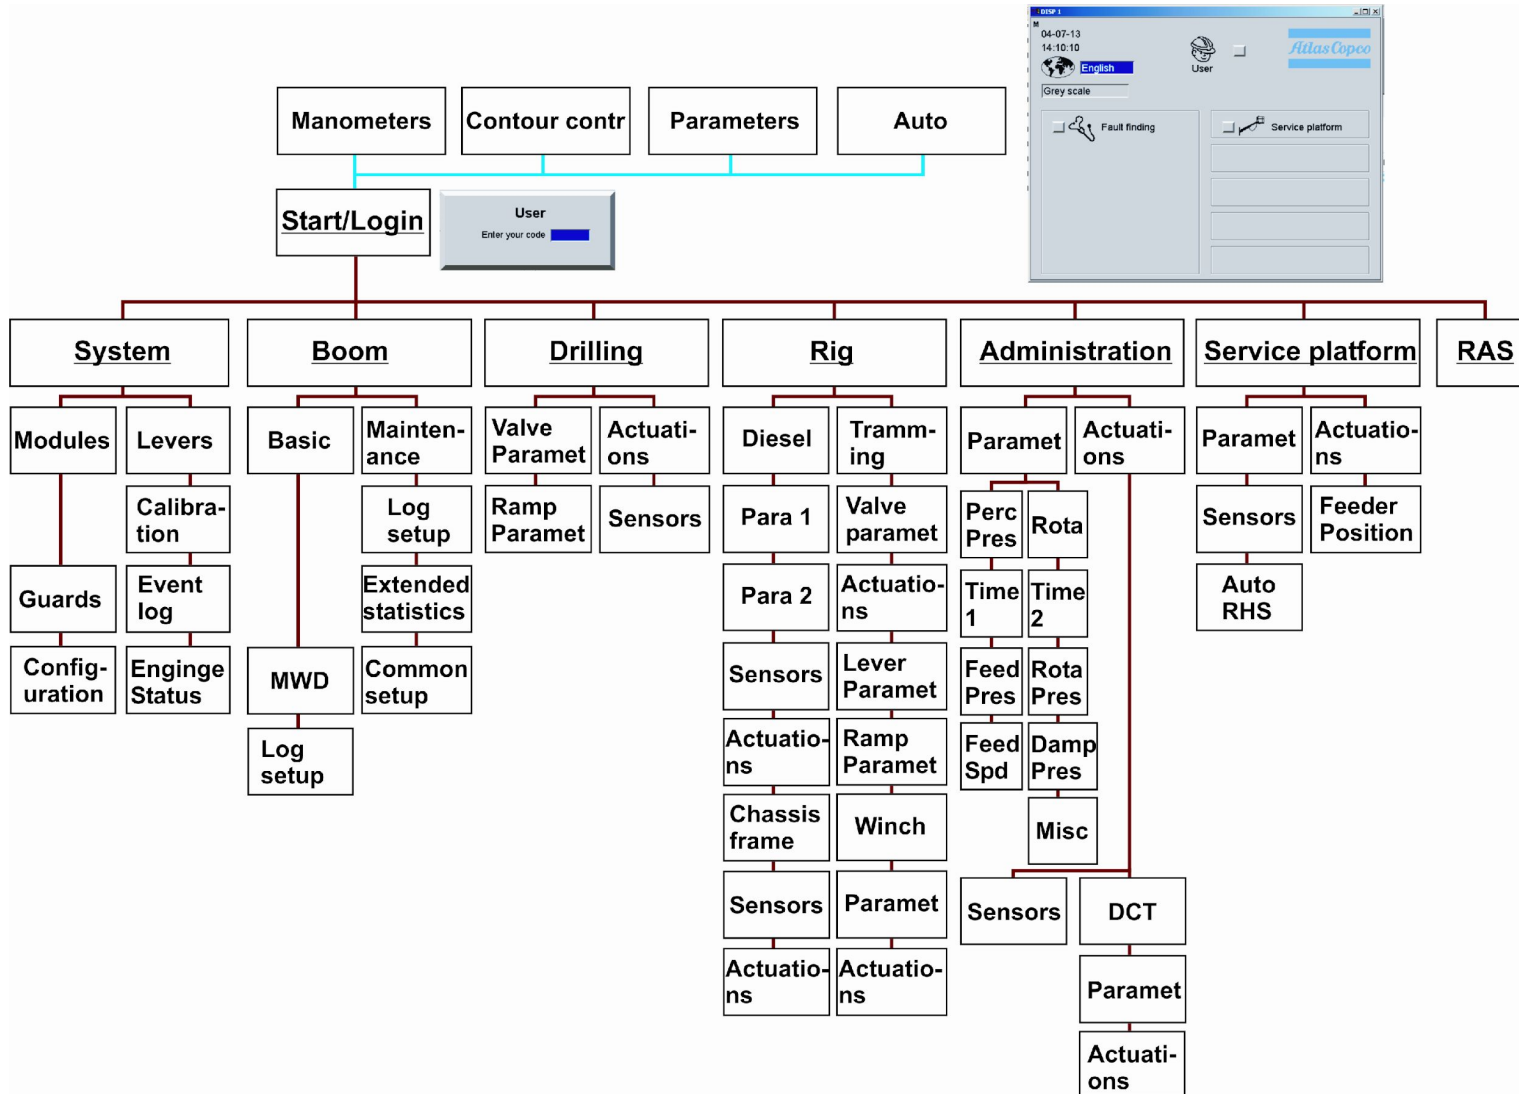 DISP 1
M
04-07-13
14:10:10
English
User
Atlas Copco
Grey scale
Fault finding
Service platform
Manometers
Contour contr
Parameters
Auto
Start/Login
User
Enter your code
System
Boom
Drilling
Rig
Administration
Service platform
RAS
Modules
Guards
Config-
uration
Levers
Calibra-
tion
Event
log
Enginge
Status
Basic
MWD
Log
setup
Mainten-
ance
Log
setup
Extended
statistics
Common
setup
Valve
Paramet
Ramp
Paramet
Actuati-
ons
Sensors
Diesel
Para 1
Para 2
Sensors
Actuatio-
ns
Chassis
frame
Sensors
Actuatio-
ns
Tramm-
ing
Valve
paramet
Actuatio-
ns
Lever
Paramet
Ramp
Paramet
Winch
Paramet
Actuatio-
ns
Paramet
Perc
Pres
Time
1
Feed
Pres
Feed
Spd
Rota
Time
2
Rota
Pres
Damp
Pres
Misc
Actuati-
ons
Sensors
DCT
Paramet
Actuati-
ons
Paramet
Sensors
Auto
RHS
Actuatio-
ns
Feeder
Position